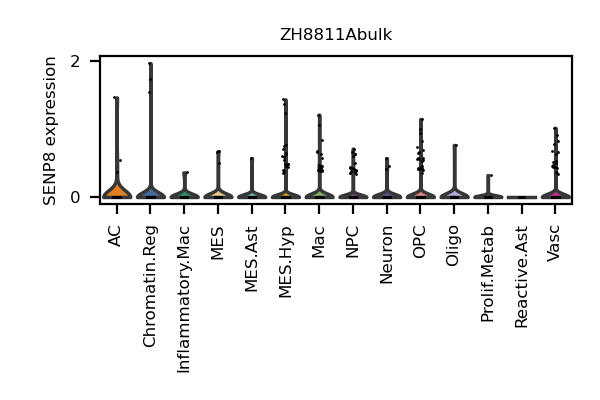 ZH8811Abulk
SENP8 expression
2
0
AC
Chromatin.Reg
Inflammatory.Mac
MES
MES.Ast
MES.Hyp
Mac
NPC
Neuron
OPC
Oligo
Prolif.Metab
Reactive.Ast
Vasc